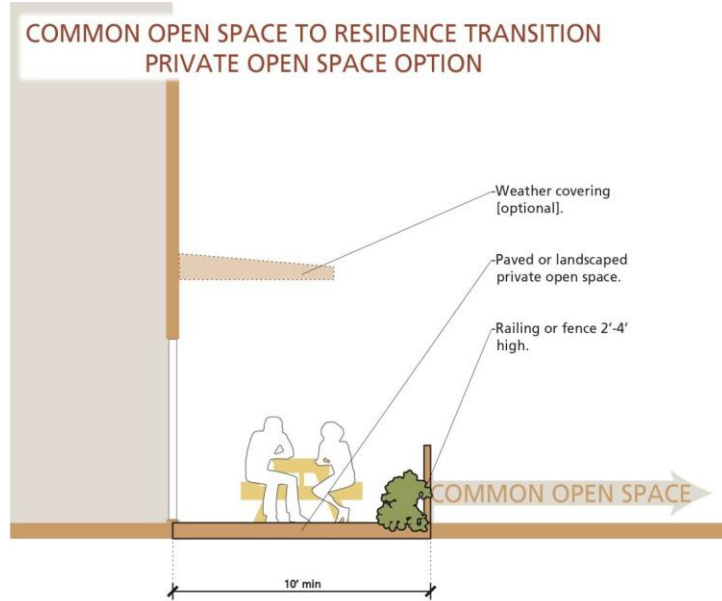 COMMON OPEN SPACE TO RESIDENCE TRANSITION
PRIVATE OPEN SPACE OPTION
-Weather covering
[optional].
-Paved or landscaped
private open space.
-Railing or fence 2'-4'
high.
COMMON OPEN SPACE
10' min